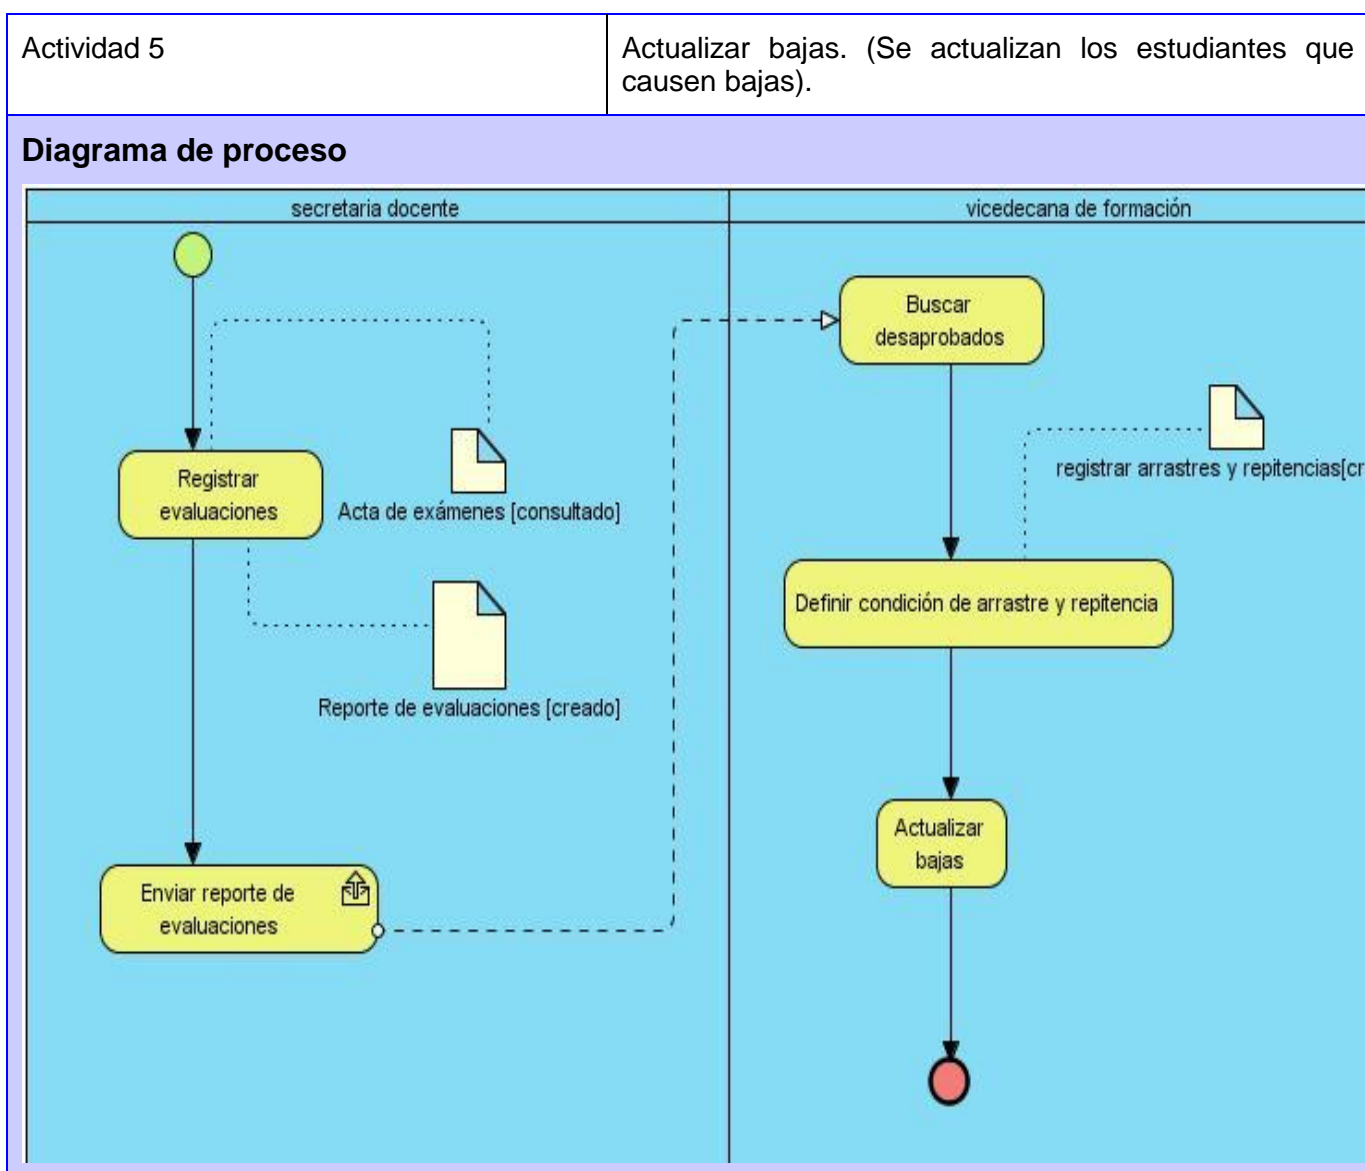 Actividad 5
Actualizar bajas. (Se actualizan los estudiantes que
causen bajas).
Diagrama de proceso
secretaria docente
vicedecana de formación
Buscar
desaprobados
Registrar
evaluaciones
Acta de exámenes [consultado]
registrar arrastres y repitencias[cr
Definir condición de arrastre y repitencia
Reporte de evaluaciones [creado]
Actualizar
bajas
Enviar reporte de
evaluaciones